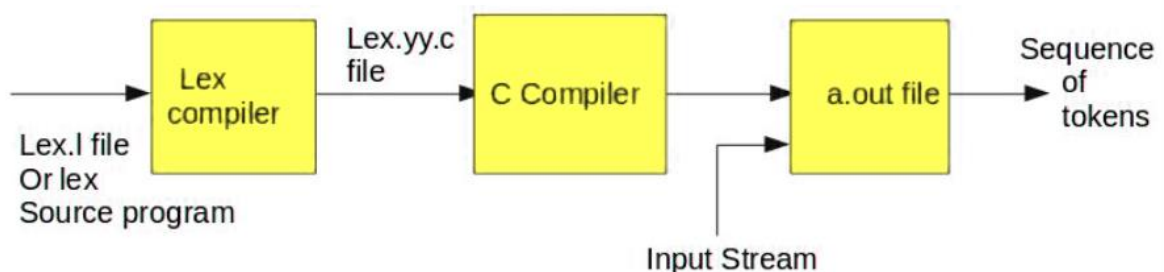 Lex.l file
Or lex
Source program
Lex
compiler
Lex.yy.c
file
C Compiler
a.out file
Input Stream
Sequence
of
tokens